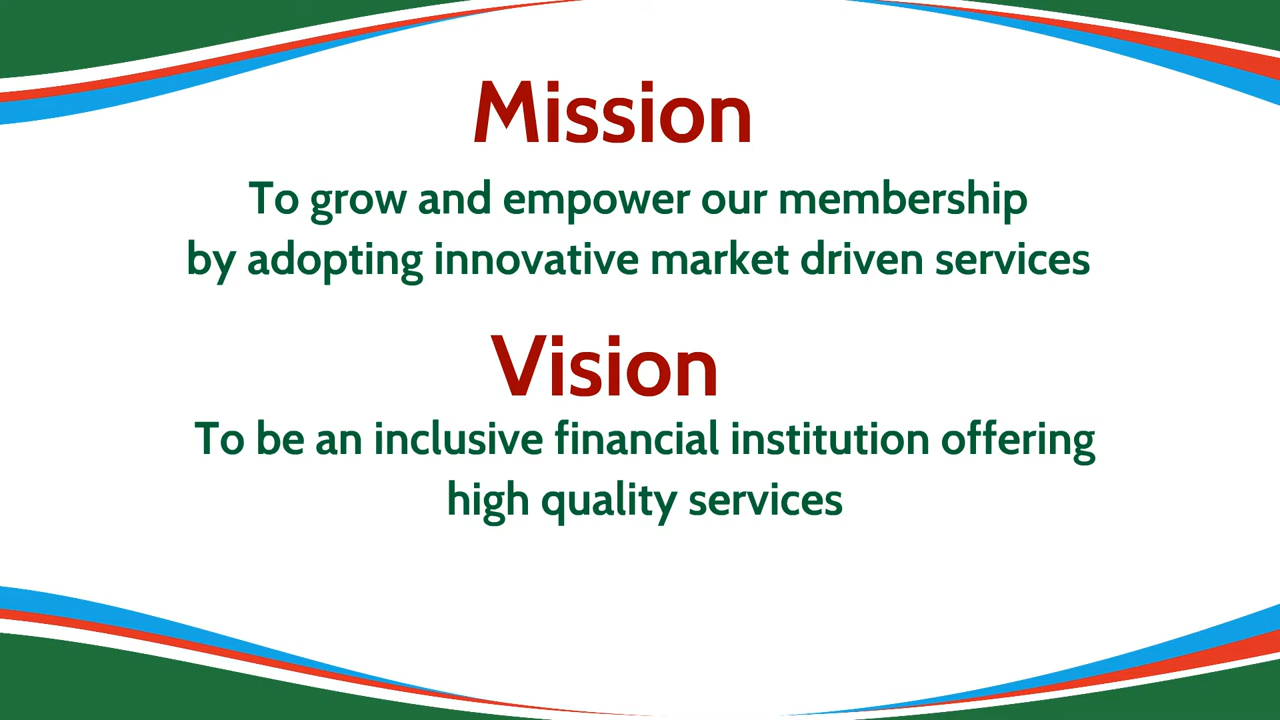 Mission
To grow and empower our membership
by adopting innovative market driven services
Vision
To be an inclusive financial institution offering
high quality services